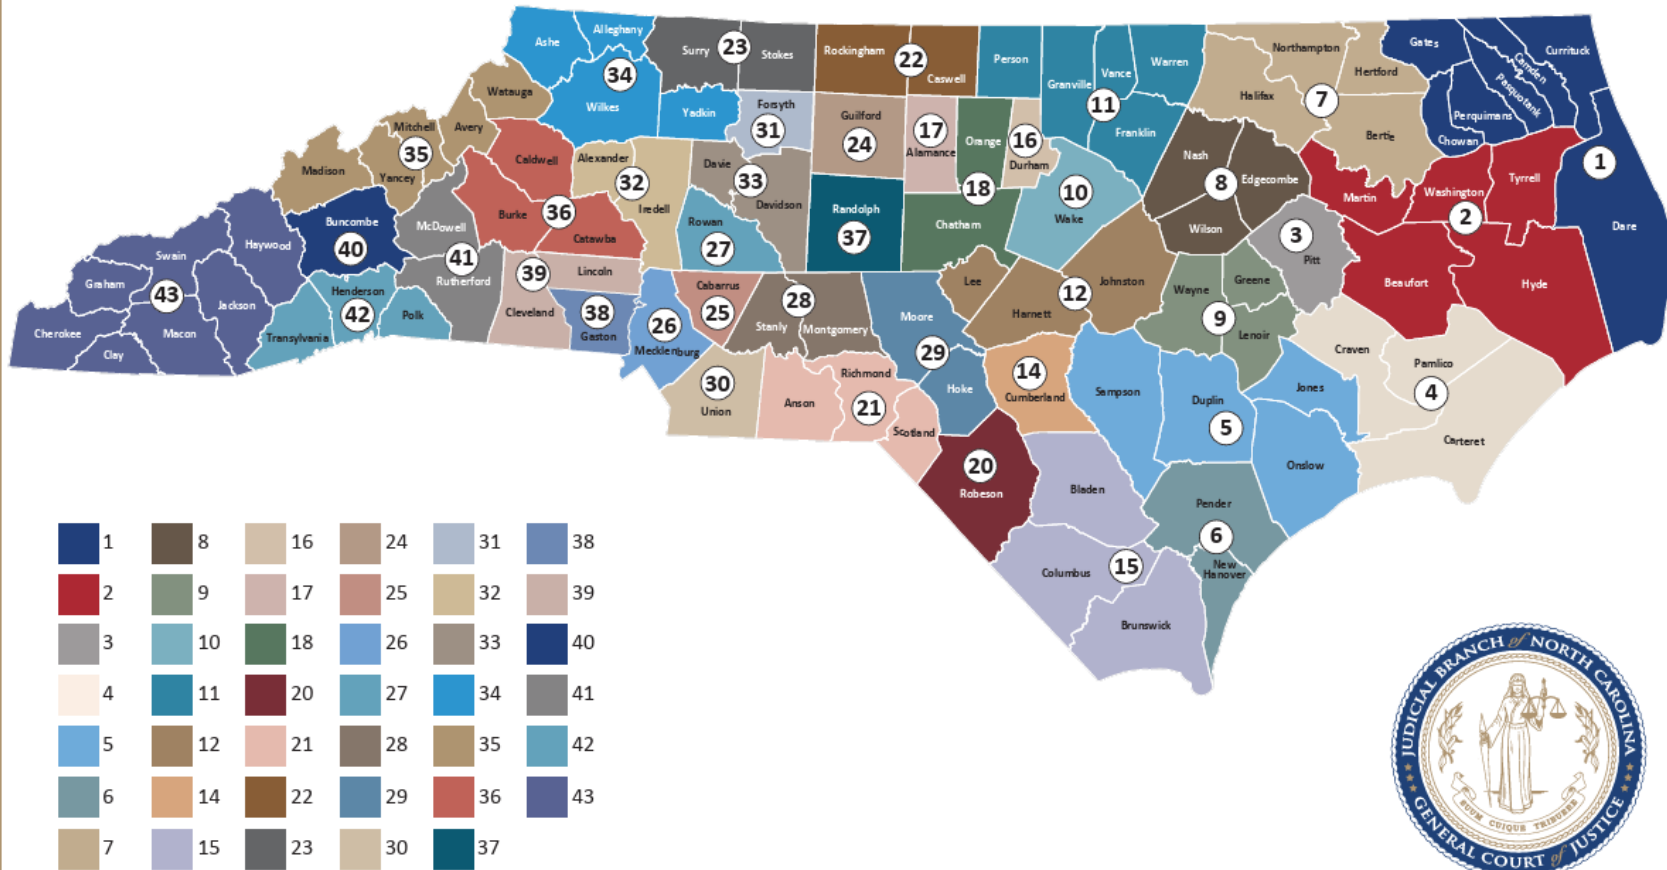 Ashe
Alleghany
34
Wilkes
Yadkin
Surry
23
Stokes
Rockingham
22
Caswell
Person
Granville
Vance
Warren
11
Franklin
Northampton
Hertford
Halifax
7
Bertie
Gates
Currituck
Camden
Pasquotank
Perquimans
Chowan
1
Dare
Watauga
Mitchell
Avery
35
Madison
Yancey
Caldwell
Burke
36
Catawba
Alexander
32
Iredell
Forsyth
31
Davie
33
Davidson
Rowan
27
Guilford
24
17
Alamance
Orange
18
Chatham
16
Durham
10
Wake
Randolph
37
Nash
8
Edgecombe
Wilson
Martin
Washington
2
Tyrrell
Beaufort
Hyde
3
Pitt
Buncombe
40
McDowell
41
Rutherford
39
Lincoln
Cleveland
38
Gaston
Henderson
42
Transylvania
Polk
Haywood
Swain
Graham
43
Jackson
Cherokee
Macon
Clay
26
Mecklenburg
Cabarrus
25
28
Stanly
Montgomery
30
Union
Anson
Richmond
21
Scotland
Moore
29
Hoke
Lee
12
Harnett
Johnston
Wayne
Greene
9
Lenoir
14
Cumberland
Sampson
Duplin
5
Jones
Onslow
Craven
Pamlico
4
Carteret
20
Robeson
Bladen
Columbus
15
Brunswick
Pender
6
New
Hanover
1 8 16 24 31 38
2 9 17 25 32 39
3 10 18 26 33 40
4 11 20 27 34 41
5 12 21 28 35 42
6 14 22 29 36 43
7 15 23 30 37
JUDICIAL BRANCH of NORTH CAROLINA
SUUM CUIQUE TRIBUERE
GENERAL COURT of JUSTICE